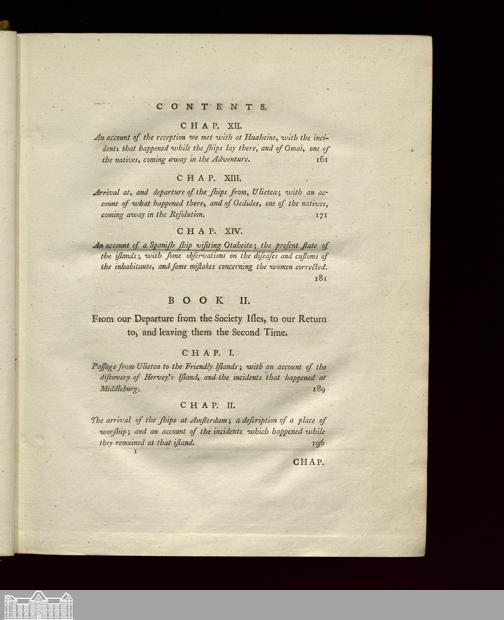 CONTENTS.
CHAP. XII.
An account of the reception we met with at Huaheine, with the inci-
dents that happened while the ſhips lay there, and of Omai, one of
the natives, coming away in the Adventure. 161
CHAP. XIII.
Arrival at, and departure of the ſhips from, Ulietea; with an ac-
count of what happened there, and of Oedidee, one of the natives,
coming away in the Reſolution. 171
CHAP. XIV.
An account of a Spaniſh ſhip viſiting Otaheite; the preſent ſtate of
the iſlands; with ſome obſervations on the diſeaſes and cuſtoms of
the inhabitants, and ſome miſtakes concerning the women corrected.
181
BOOK II.
From our Departure from the Society Iſles, to our Return
to, and leaving them the Second Time.
CHAP. I.
Paſſage from Ulietea to the Friendly Iſlands; with an account of the
diſcovery of Hervey's Iſland, and the incidents that happened at
Middleburg. 189
CHAP. II.
The arrival of the ſhips at Amſterdam; a deſcription of a place of
worſhip; and an account of the incidents which happened while
they remained at that iſland. 196
1
CHAP.